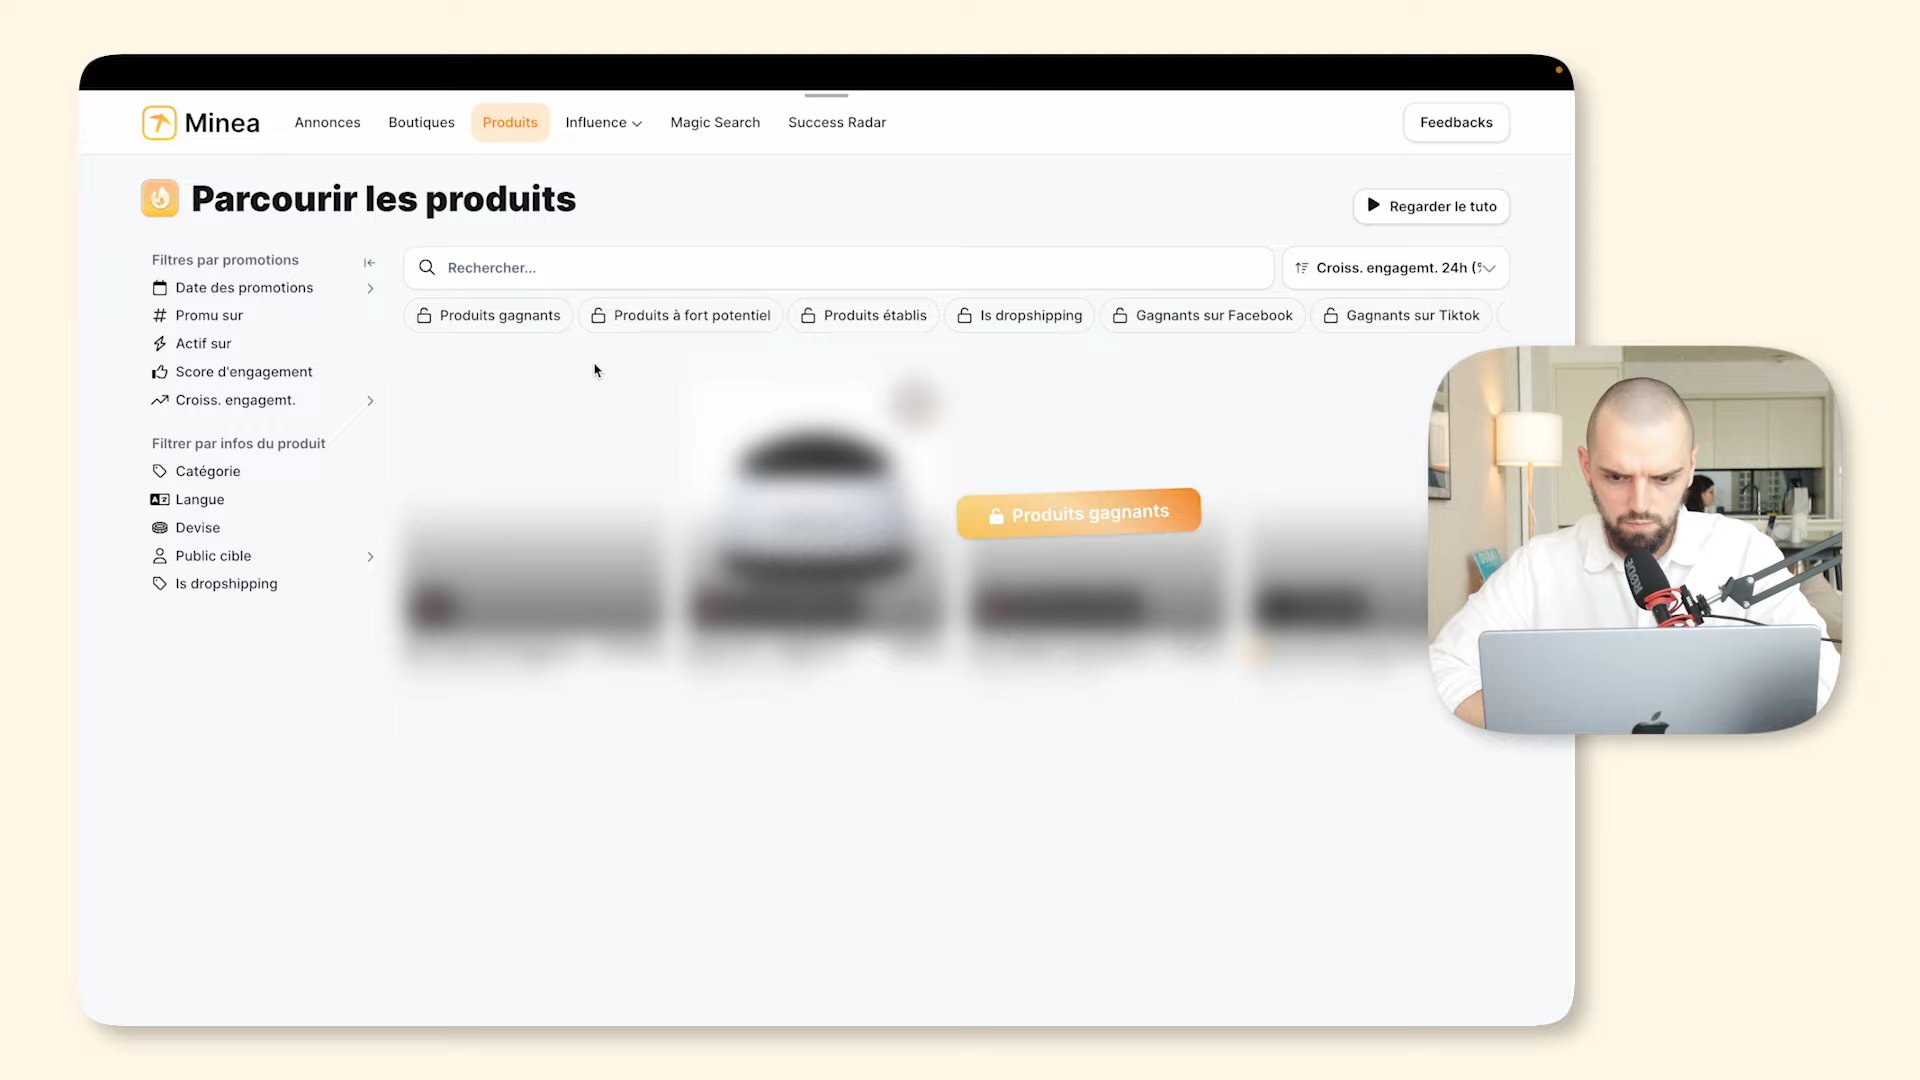 Minea
Annonces
Boutiques
Produits
Influence
Magic Search
Success Radar
Feedbacks
Parcourir les produits
Regarder le tuto
Filtres par promotions
Date des promotions
Promu sur
Actif sur
Score d'engagement
Croiss. engagemt.
Filtrer par infos du produit
Catégorie
Langue
Devise
Public cible
Is dropshipping
Rechercher...
Croiss. engagemt. 24h (
Produits gagnants
Produits à fort potentiel
Produits établis
Is dropshipping
Gagnants sur Facebook
Gagnants sur Tiktok
Produits gagnants
RØDE